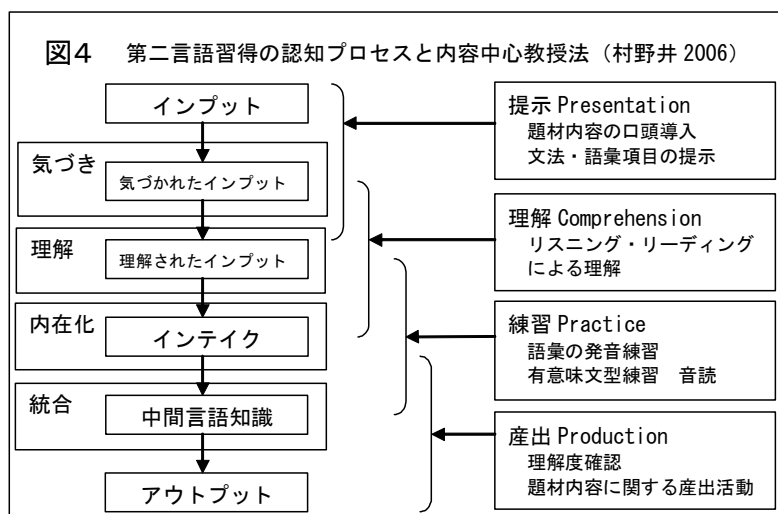 図4 第二言語習得の認知プロセスと内容中心教授法（村野井 2006）
インプット
気づき
気づかれたインプット
理解
理解されたインプット
内在化
インテイク
統合
中間言語知識
アウトプット
提示 Presentation
題材内容の口頭導入
文法・語彙項目の提示
理解 Comprehension
リスニング・リーディング
による理解
練習 Practice
語彙の発音練習
有意味文型練習 音読
産出 Production
理解度確認
題材内容に関する産出活動